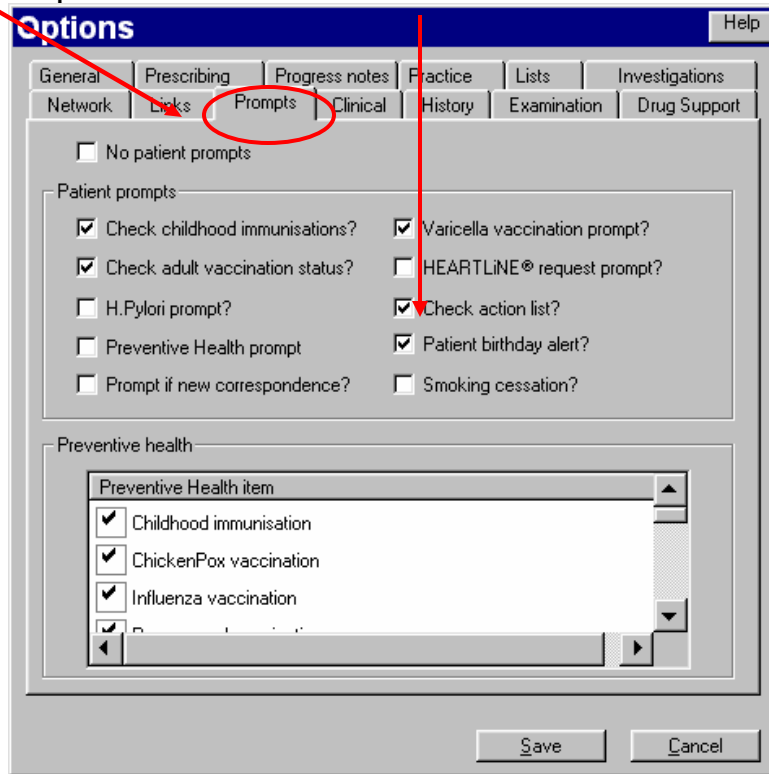 Options
Help
General Prescribing Progress notes Practice Lists Investigations
Network Links Prompts Clinical History Examination Drug Support
No patient prompts
Patient prompts
Check childhood immunisations? Varicella vaccination prompt?
Check adult vaccination status? HEARTLiNE® request prompt?
H.Pylori prompt? Check action list?
Preventive Health prompt Patient birthday alert?
Prompt if new correspondence? Smoking cessation?
Preventive health
Preventive Health item
Childhood immunisation
ChickenPox vaccination
Influenza vaccination
Save Cancel